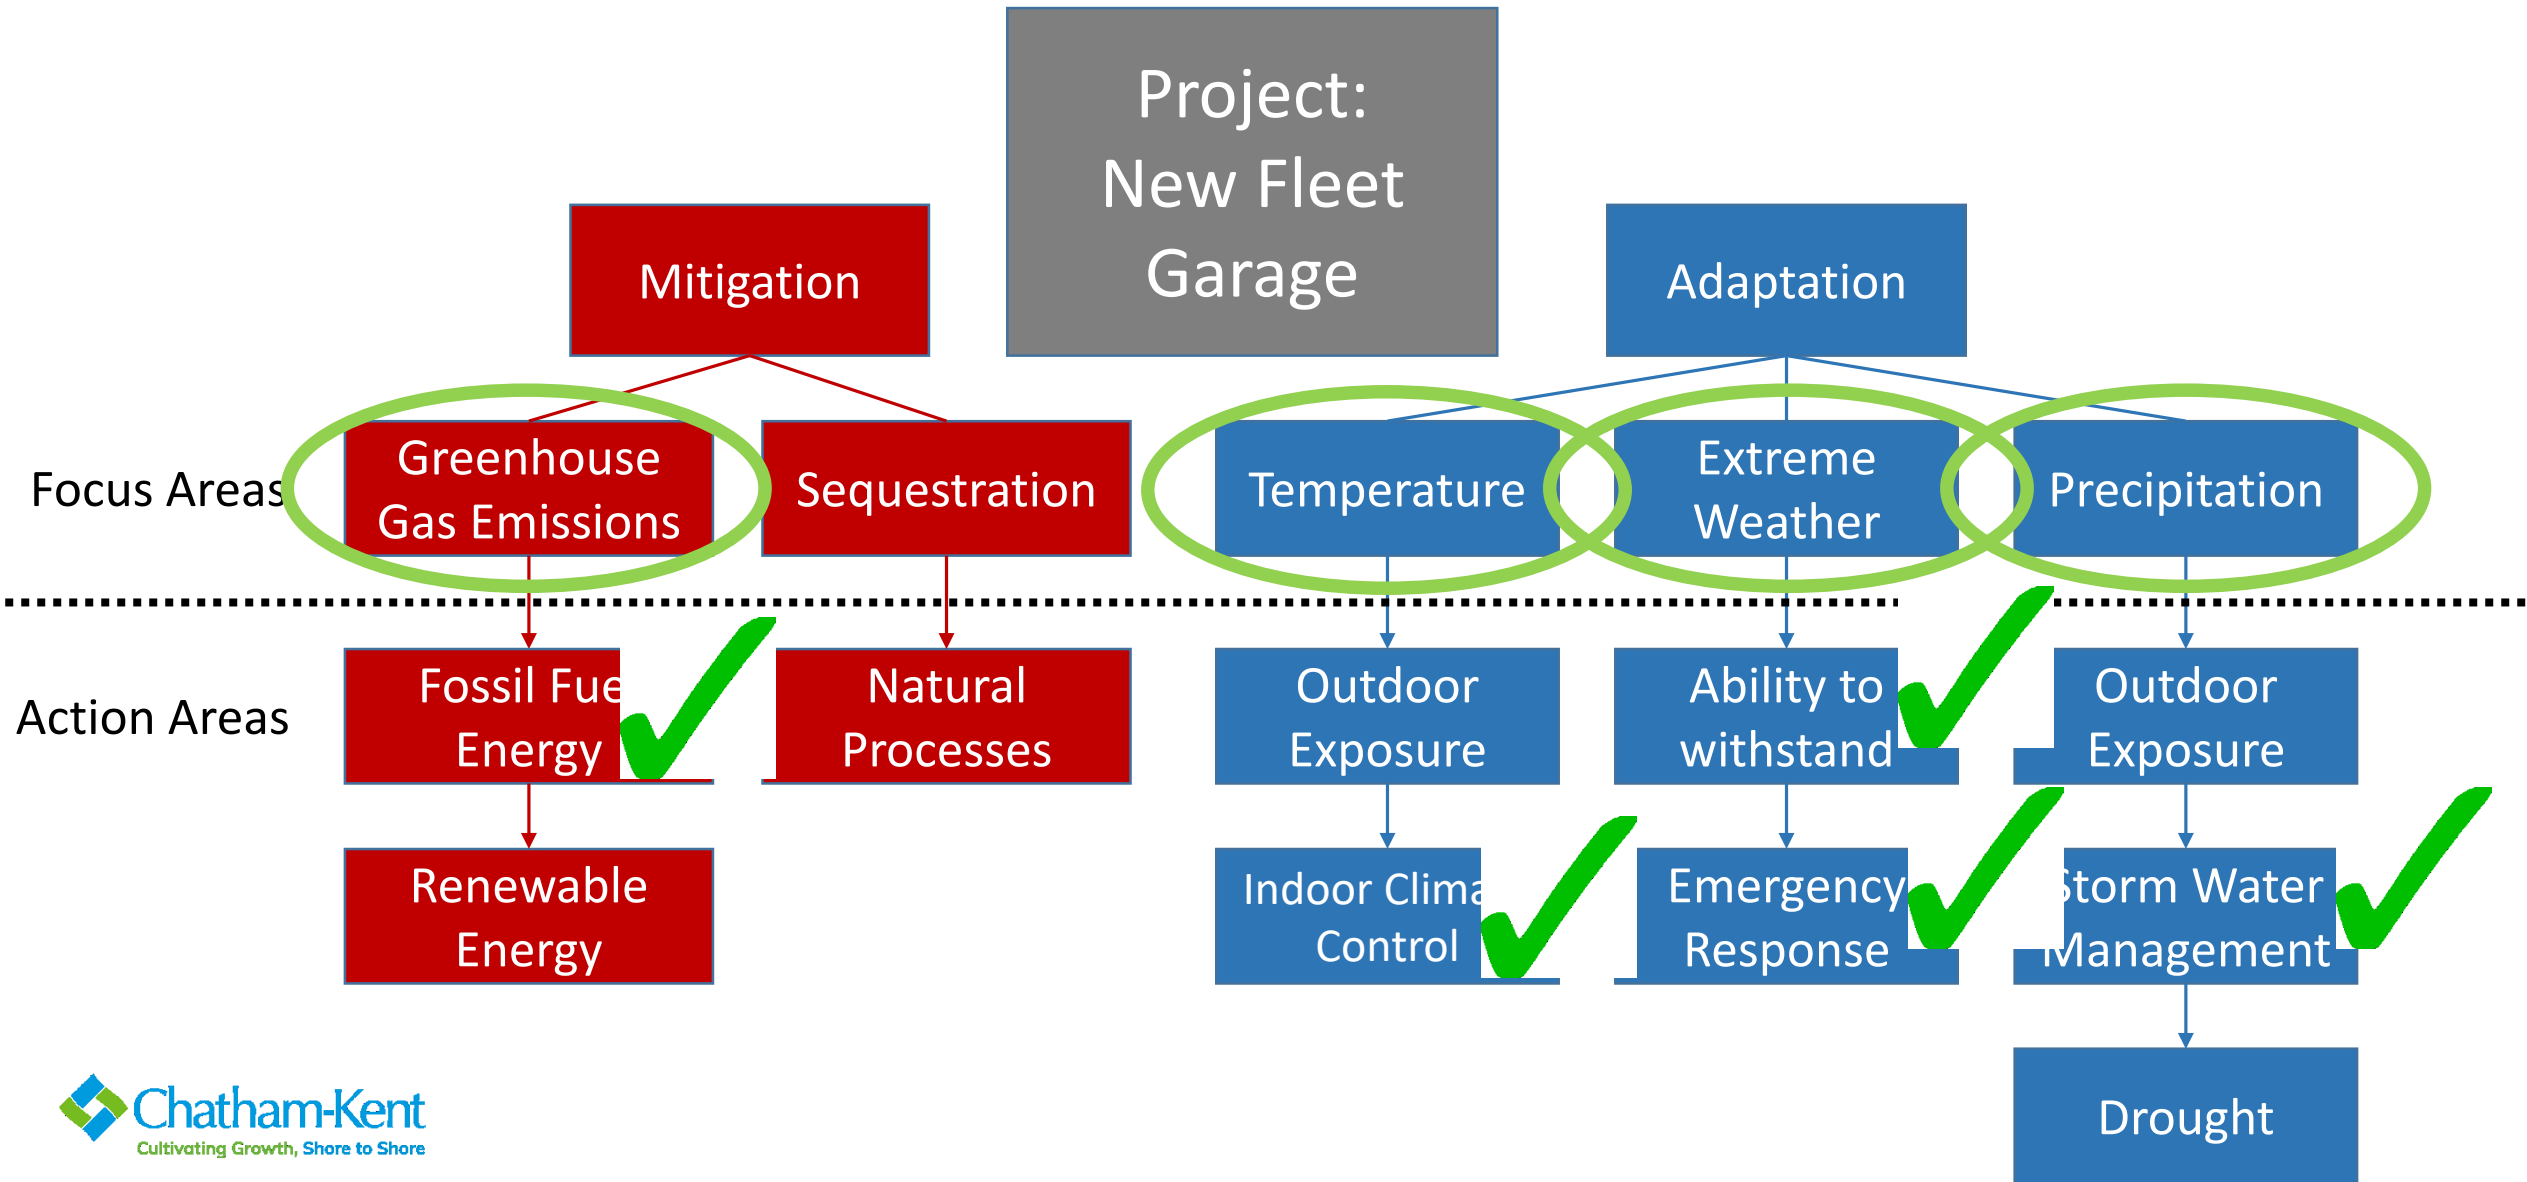 Project:
New Fleet
Garage
Mitigation
Adaptation
Focus Areas
Greenhouse
Gas Emissions
Sequestration
Temperature
Extreme
Weather
Precipitation
Action Areas
Fossil Fue
Energy
Natural
Processes
Outdoor
Exposure
Ability to
withstand
Outdoor
Exposure
Renewable
Energy
Indoor Clima
Control
Emergency
Response
Storm Water
Management
Drought
Chatham-Kent
Cultivating Growth, Shore to Shore